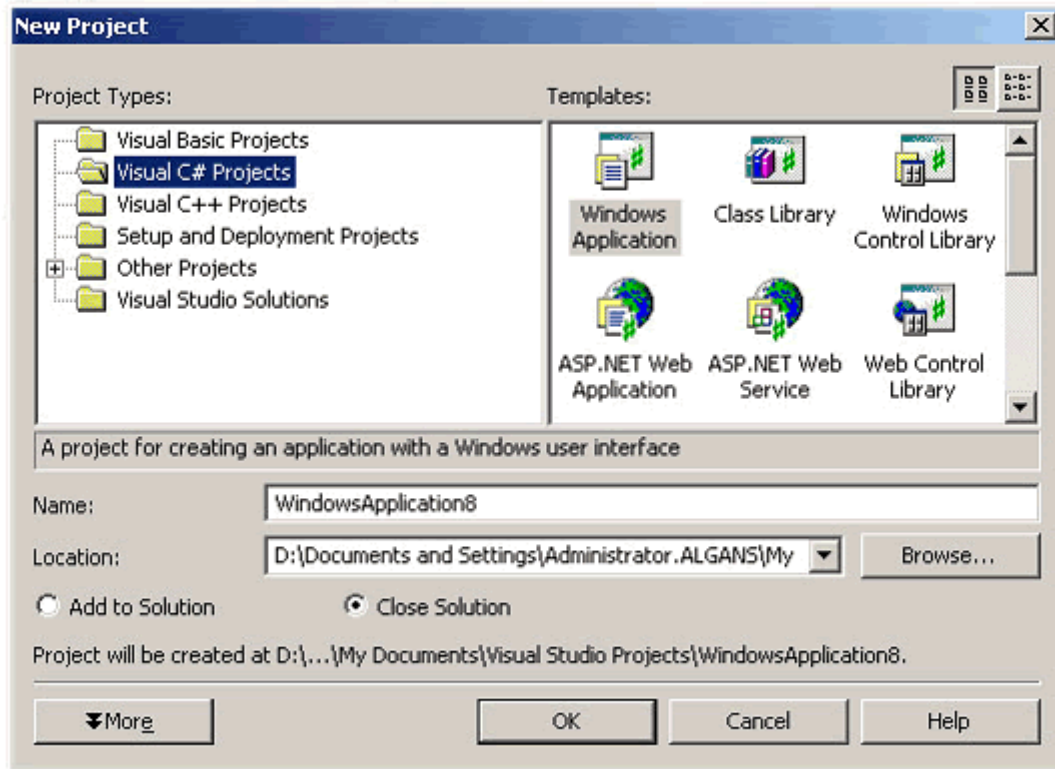 New Project
Project Types:
Templates:
Visual Basic Projects
Visual C# Projects
Visual C++ Projects
Setup and Deployment Projects
Other Projects
Visual Studio Solutions
Windows
Application
Class Library
Windows
Control Library
ASP.NET Web
Application
ASP.NET Web
Service
Web Control
Library
A project for creating an application with a Windows user interface
Name:
WindowsApplication8
Location:
D:\Documents and Settings\Administrator.ALGANS\My
Browse...
Add to Solution
Close Solution
Project will be created at D:\...\My Documents\Visual Studio Projects\WindowsApplication8.
More
OK
Cancel
Help